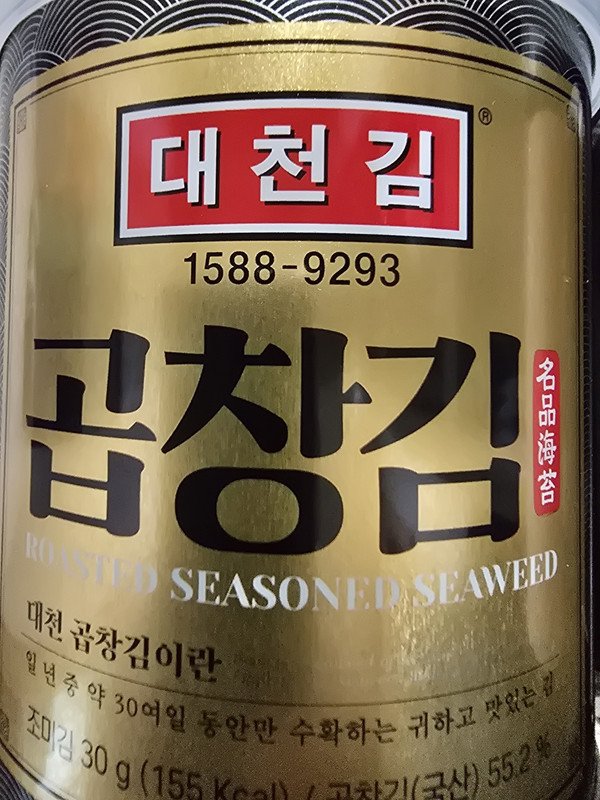 대천김®
1588-9293
곱창김
名品海苔
ROASTED SEASONED SEAWEED
대천 곱창김이란
일 년 중 약 30여일 동안만 수확하는 귀하고 맛있는 김
조미김 30 g (155 Kcal) / 곱창김(국산) 55.2 %